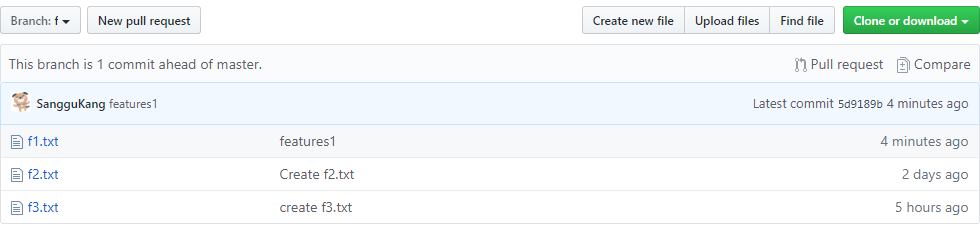 Branch: f New pull request Create new file Upload files Find file Clone or download
This branch is 1 commit ahead of master. Pull request Compare
SangguKang features1 Latest commit 5d9189b 4 minutes ago
f1.txt features1 4 minutes ago
f2.txt Create f2.txt 2 days ago
f3.txt create f3.txt 5 hours ago